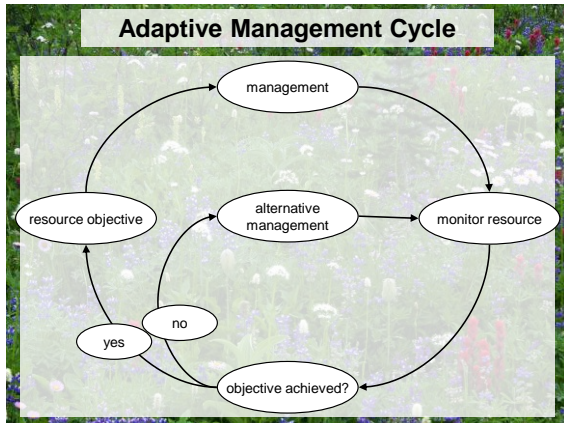 Adaptive Management Cycle
management
resource objective
alternative
management
monitor resource
no
yes
objective achieved?